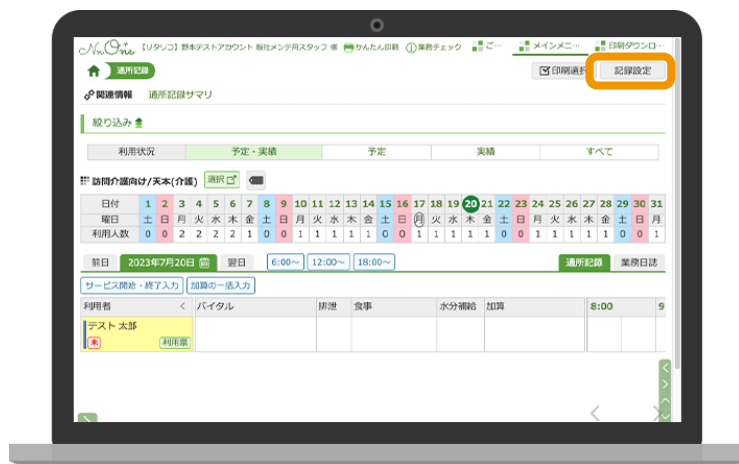 NuOne 【リタリコ】野本テストアカウント 販社メンテ用スタッフ 様 かんたん印刷 業務チェック ご… メインメニ… 印刷ダウンロ…
通所記録 印刷選択 記録設定
関連情報 通所記録サマリ
絞り込み
利用状況 予定・実績 予定 実績 すべて
訪問介護向け/天本(介護) 選択
日付 1 2 3 4 5 6 7 8 9 10 11 12 13 14 15 16 17 18 19 20 21 22 23 24 25 26 27 28 29 30 31
曜日 土 日 月 火 水 木 金 土 日 月 火 水 木 金 土 日 月 火 水 木 金 土 日 月 火 水 木 金 土 日 月
利用人数 0 0 2 2 2 2 1 0 0 1 1 1 1 1 0 0 1 1 1 1 1 0 0 1 1 1 1 1 0 0 1
前日 2023年7月20日 翌日 6:00～ 12:00～ 18:00～ 通所記録 業務日誌
サービス開始・終了入力 加算の一括入力
利用者 < バイタル 排泄 食事 水分補給 加算 8:00 9
テスト 太郎
未 利用票